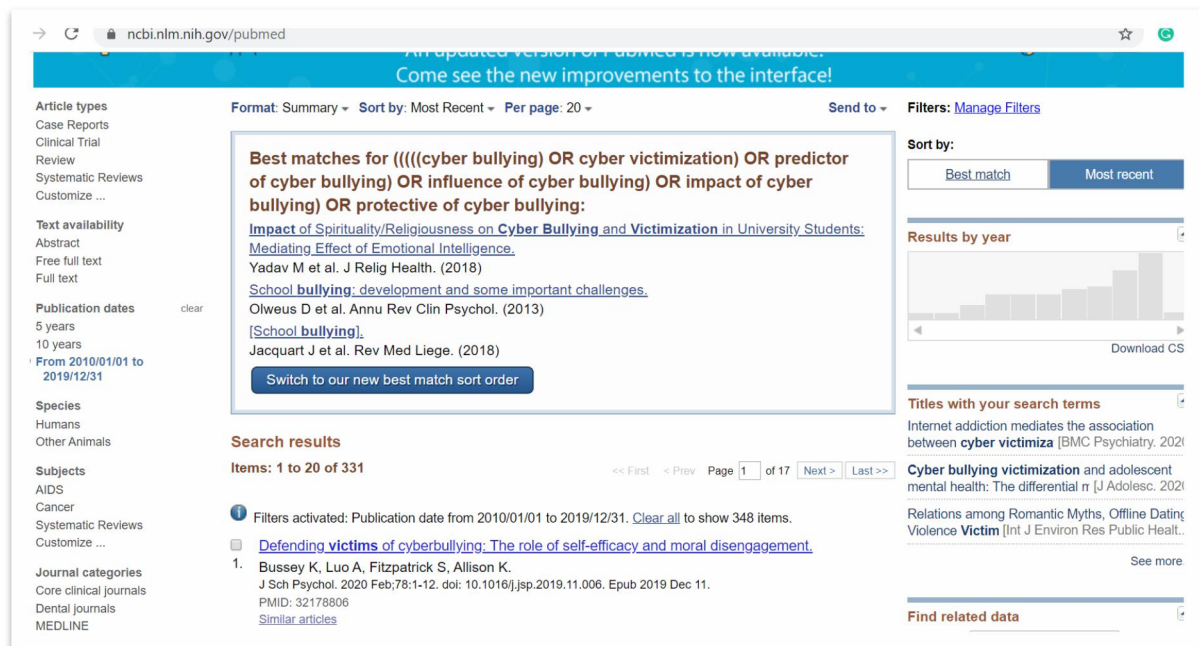 ncbi.nlm.nih.gov/pubmed
An updated version of PubMed is now available.
Come see the new improvements to the interface!
Article types
Case Reports
Clinical Trial
Review
Systematic Reviews
Customize ...
Text availability
Abstract
Free full text
Full text
Publication dates
clear
5 years
10 years
From 2010/01/01 to
2019/12/31
Species
Humans
Other Animals
Subjects
AIDS
Cancer
Systematic Reviews
Customize ...
Journal categories
Core clinical journals
Dental journals
MEDLINE
Format: Summary Sort by: Most Recent Per page: 20
Send to
Best matches for (((((cyber bullying) OR cyber victimization) OR predictor
of cyber bullying) OR influence of cyber bullying) OR impact of cyber
bullying) OR protective of cyber bullying:
Impact of Spirituality/Religiousness on Cyber Bullying and Victimization in University Students:
Mediating Effect of Emotional Intelligence.
Yadav M et al. J Relig Health. (2018)
School bullying: development and some important challenges.
Olweus D et al. Annu Rev Clin Psychol. (2013)
[School bullying].
Jacquart J et al. Rev Med Liege. (2018)
Switch to our new best match sort order
Search results
Items: 1 to 20 of 331
<< First < Prev Page 1 of 17 Next > Last >>
Filters activated: Publication date from 2010/01/01 to 2019/12/31. Clear all to show 348 items.
Defending victims of cyberbullying: The role of self-efficacy and moral disengagement.
1. Bussey K, Luo A, Fitzpatrick S, Allison K.
J Sch Psychol. 2020 Feb;78:1-12. doi: 10.1016/j.jsp.2019.11.006. Epub 2019 Dec 11.
PMID: 32178806
Similar articles
Filters: Manage Filters
Sort by:
Best match Most recent
Results by year
Download CS
Titles with your search terms
Internet addiction mediates the association
between cyber victimiza [BMC Psychiatry. 202
Cyber bullying victimization and adolescent
mental health: The differential [J Adolesc. 202
Relations among Romantic Myths, Offline Dating
Violence Victim [Int J Environ Res Public Healt..
See more.
Find related data